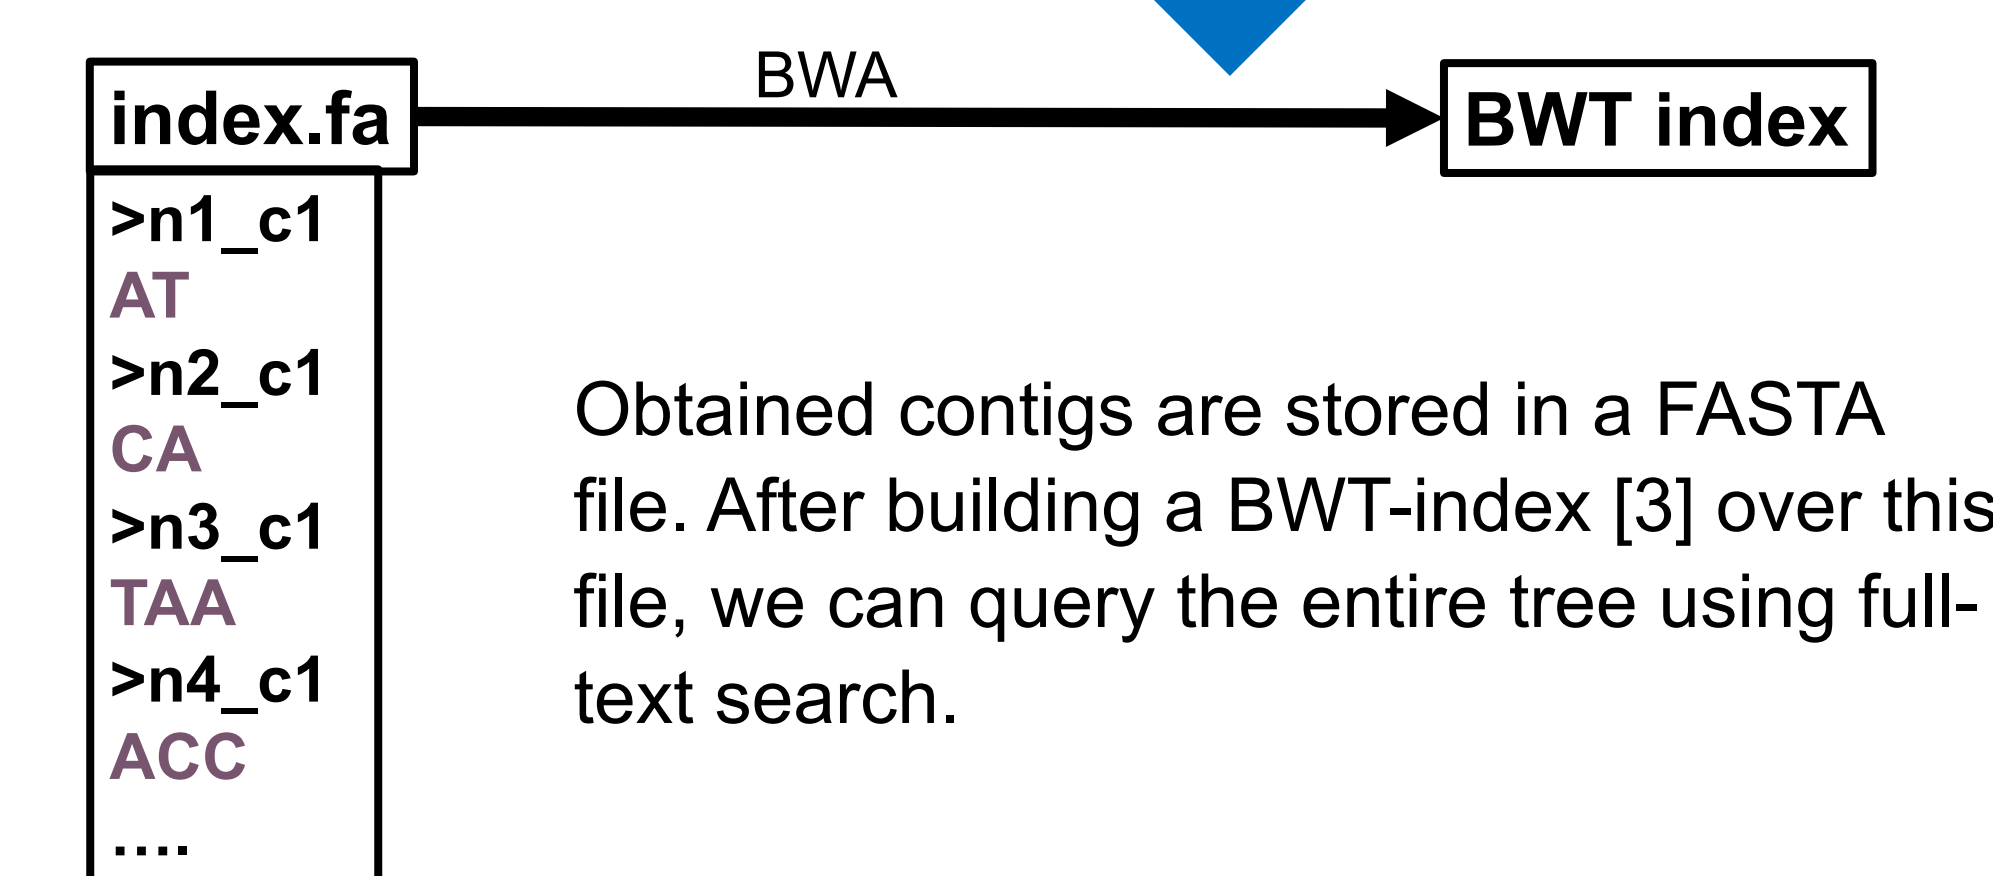 BWA
index.fa
BWT index
>n1_c1
AT
>n2_c1
CA
>n3_c1
TAA
>n4_c1
ACC
....
Obtained contigs are stored in a FASTA
file. After building a BWT-index [3] over this
file, we can query the entire tree using full-
text search.